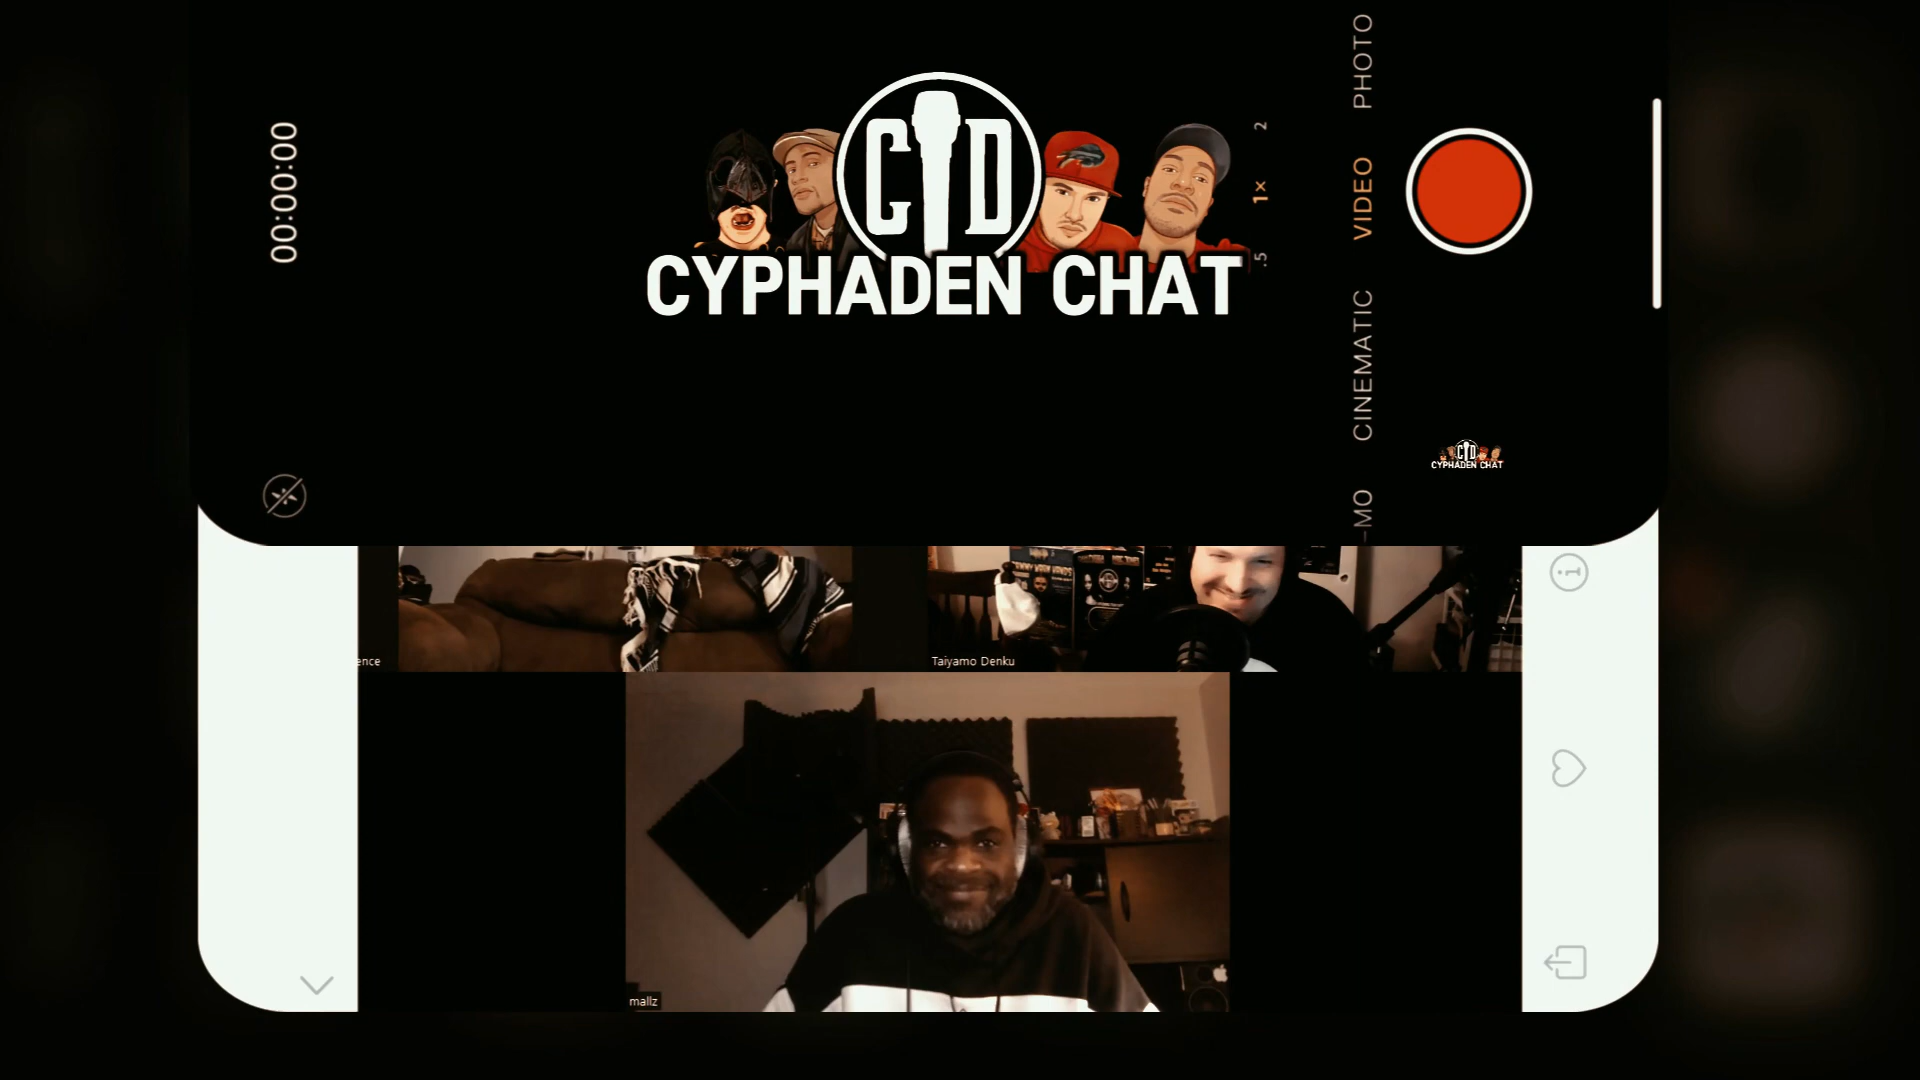 00:00:00
CD
CYPHADEN CHAT
2
1×
.5
PHOTO
VIDEO
CINEMATIC
-MO
CD
CYPHADEN CHAT
ence
Taiyamo Denku
mallz